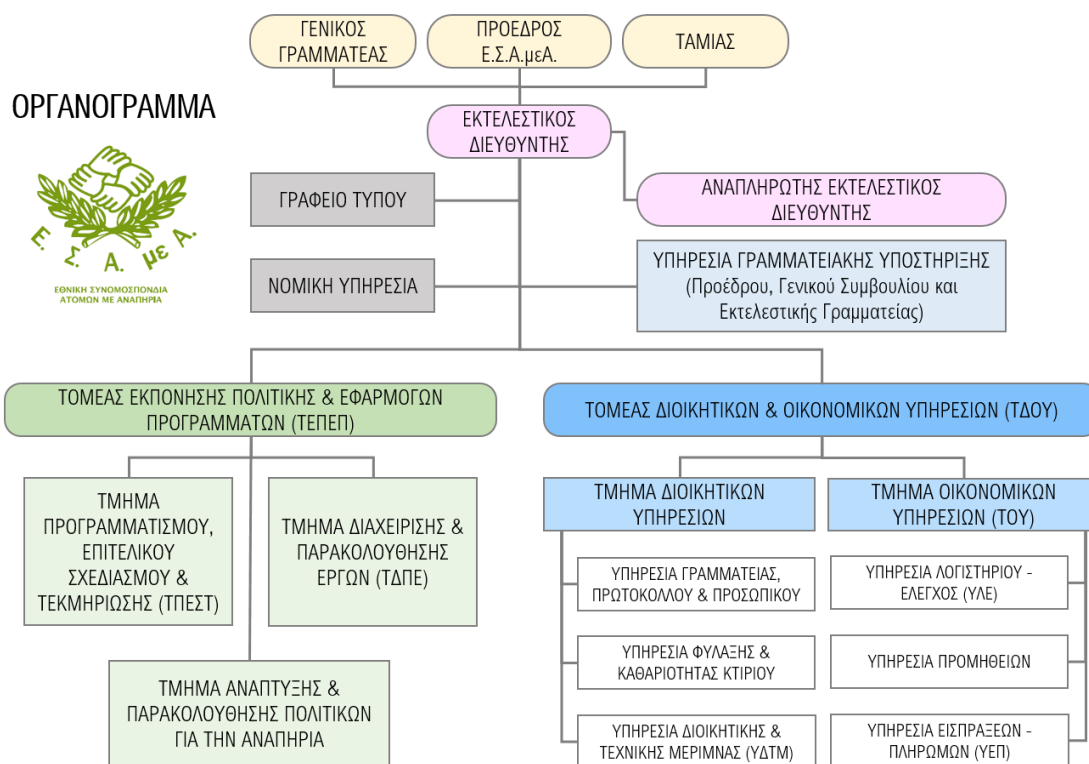 ΓΕΝΙΚΟΣ
ΓΡΑΜΜΑΤΕΑΣ
ΠΡΟΕΔΡΟΣ
Ε.Σ.Α.μεΑ.
ΤΑΜΙΑΣ
ΟΡΓΑΝΟΓΡΑΜΜΑ
ΕΚΤΕΛΕΣΤΙΚΟΣ
ΔΙΕΥΘΥΝΤΗΣ
Ε. Σ. Α. με Α.
ΕΘΝΙΚΗ ΣΥΝΟΜΟΣΠΟΝΔΙΑ
ΑΤΟΜΩΝ ΜΕ ΑΝΑΠΗΡΙΑ
ΓΡΑΦΕΙΟ ΤΥΠΟΥ
ΑΝΑΠΛΗΡΩΤΗΣ ΕΚΤΕΛΕΣΤΙΚΟΣ
ΔΙΕΥΘΥΝΤΗΣ
ΝΟΜΙΚΗ ΥΠΗΡΕΣΙΑ
ΥΠΗΡΕΣΙΑ ΓΡΑΜΜΑΤΕΙΑΚΗΣ ΥΠΟΣΤΗΡΙΞΗΣ
(Προέδρου, Γενικού Συμβουλίου και
Εκτελεστικής Γραμματείας)
ΤΟΜΕΑΣ ΕΚΠΟΝΗΣΗΣ ΠΟΛΙΤΙΚΗΣ & ΕΦΑΡΜΟΓΩΝ
ΠΡΟΓΡΑΜΜΑΤΩΝ (ΤΕΠΕΠ)
ΤΜΗΜΑ
ΠΡΟΓΡΑΜΜΑΤΙΣΜΟΥ,
ΕΠΙΤΕΛΙΚΟΥ
ΣΧΕΔΙΑΣΜΟΥ &
ΤΕΚΜΗΡΙΩΣΗΣ (ΤΠΕΣΤ)
ΤΜΗΜΑ ΔΙΑΧΕΙΡΙΣΗΣ &
ΠΑΡΑΚΟΛΟΥΘΗΣΗΣ
ΕΡΓΩΝ (ΤΔΠΕ)
ΤΜΗΜΑ ΑΝΑΠΤΥΞΗΣ &
ΠΑΡΑΚΟΛΟΥΘΗΣΗΣ ΠΟΛΙΤΙΚΩΝ
ΓΙΑ ΤΗΝ ΑΝΑΠΗΡΙΑ
ΤΟΜΕΑΣ ΔΙΟΙΚΗΤΙΚΩΝ & ΟΙΚΟΝΟΜΙΚΩΝ ΥΠΗΡΕΣΙΩΝ (ΤΔΟΥ)
ΤΜΗΜΑ ΔΙΟΙΚΗΤΙΚΩΝ
ΥΠΗΡΕΣΙΩΝ
ΥΠΗΡΕΣΙΑ ΓΡΑΜΜΑΤΕΙΑΣ,
ΠΡΩΤΟΚΟΛΛΟΥ & ΠΡΟΣΩΠΙΚΟΥ
ΥΠΗΡΕΣΙΑ ΦΥΛΑΞΗΣ &
ΚΑΘΑΡΙΟΤΗΤΑΣ ΚΤΙΡΙΟΥ
ΥΠΗΡΕΣΙΑ ΔΙΟΙΚΗΤΙΚΗΣ &
ΤΕΧΝΙΚΗΣ ΜΕΡΙΜΝΑΣ (ΥΔΤΜ)
ΤΜΗΜΑ ΟΙΚΟΝΟΜΙΚΩΝ
ΥΠΗΡΕΣΙΩΝ (ΤΟΥ)
ΥΠΗΡΕΣΙΑ ΛΟΓΙΣΤΗΡΙΟΥ -
ΕΛΕΓΧΟΣ (ΥΛΕ)
ΥΠΗΡΕΣΙΑ ΠΡΟΜΗΘΕΙΩΝ
ΥΠΗΡΕΣΙΑ ΕΙΣΠΡΑΞΕΩΝ -
ΠΛΗΡΩΜΩΝ (ΥΕΠ)